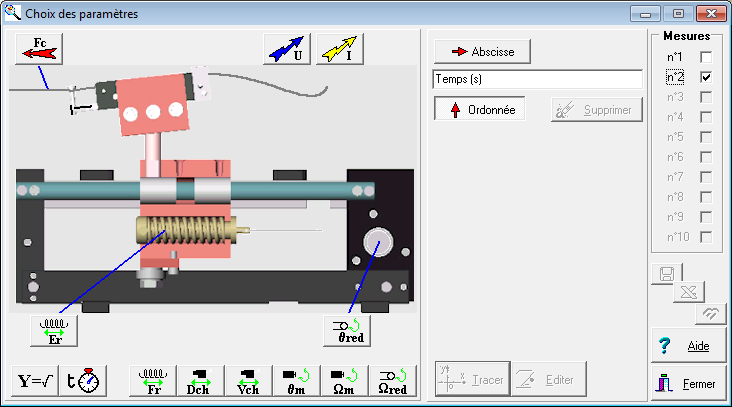 Choix des paramètres
Fc
U
I
Er
θred
Y=√
t
Fr
Dch
Vch
θm
Ωm
Ωred
Abscisse
Temps (s)
Ordonnée
Supprimer
Tracer
Editer
Mesures
n°1
n°2
n°3
n°4
n°5
n°6
n°7
n°8
n°9
n°10
Aide
Fermer